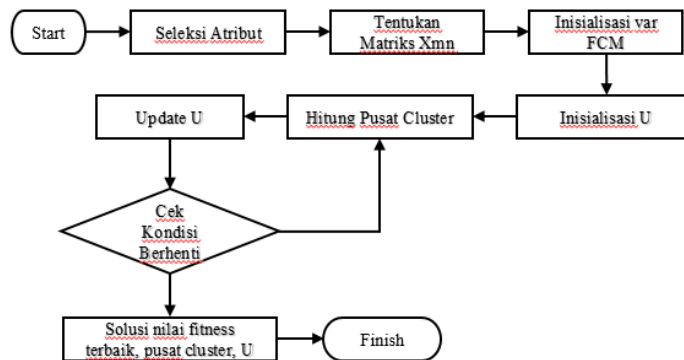 Start
Seleksi Atribut
Tentukan
Matriks Xmn
Inisialisasi var
FCM
Update U
Hitung Pusat Cluster
Inisialisasi U
Cek
Kondisi
Berhenti
Solusi nilai fitness
terbaik, pusat cluster, U
Finish